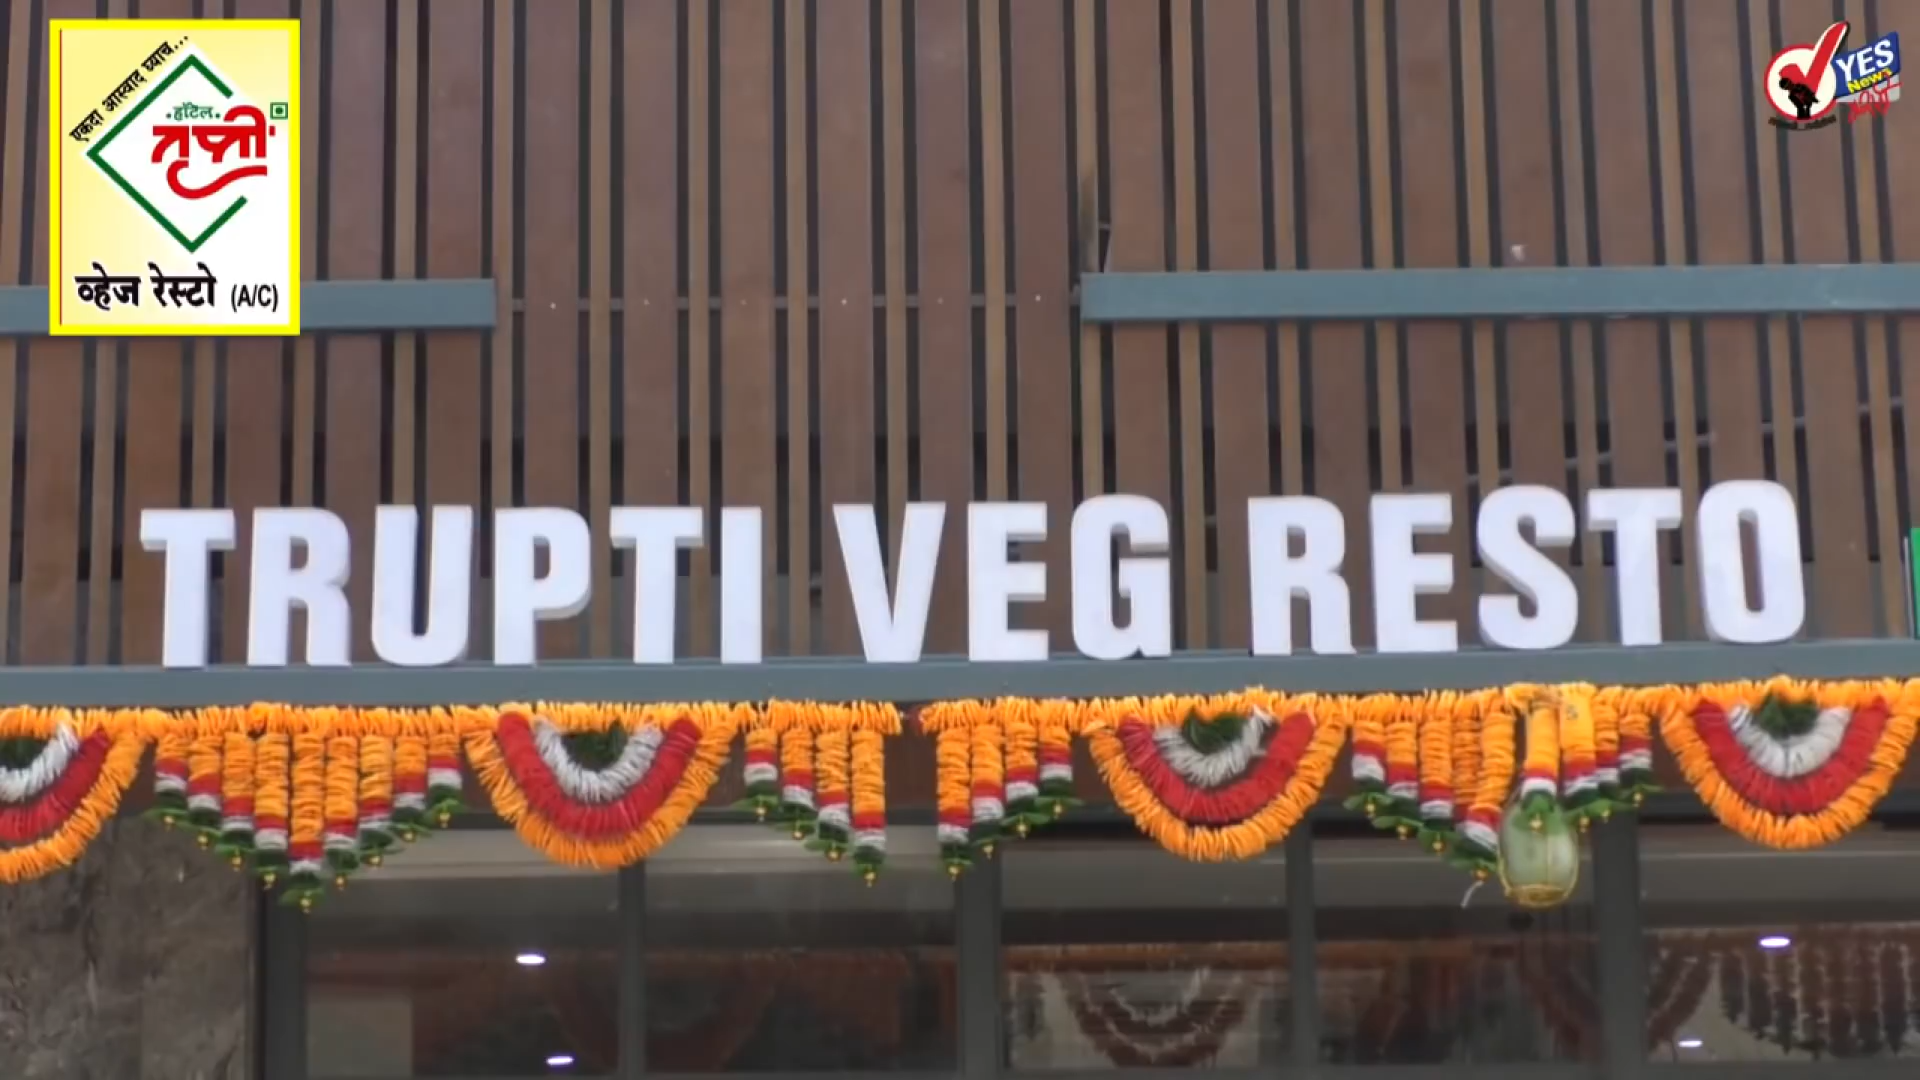 एकदा आस्वाद घ्याच...
.हॉटेल.
तृप्ती
व्हेज रेस्टो (A/C)
YES
News
TRUPTI VEG RESTO